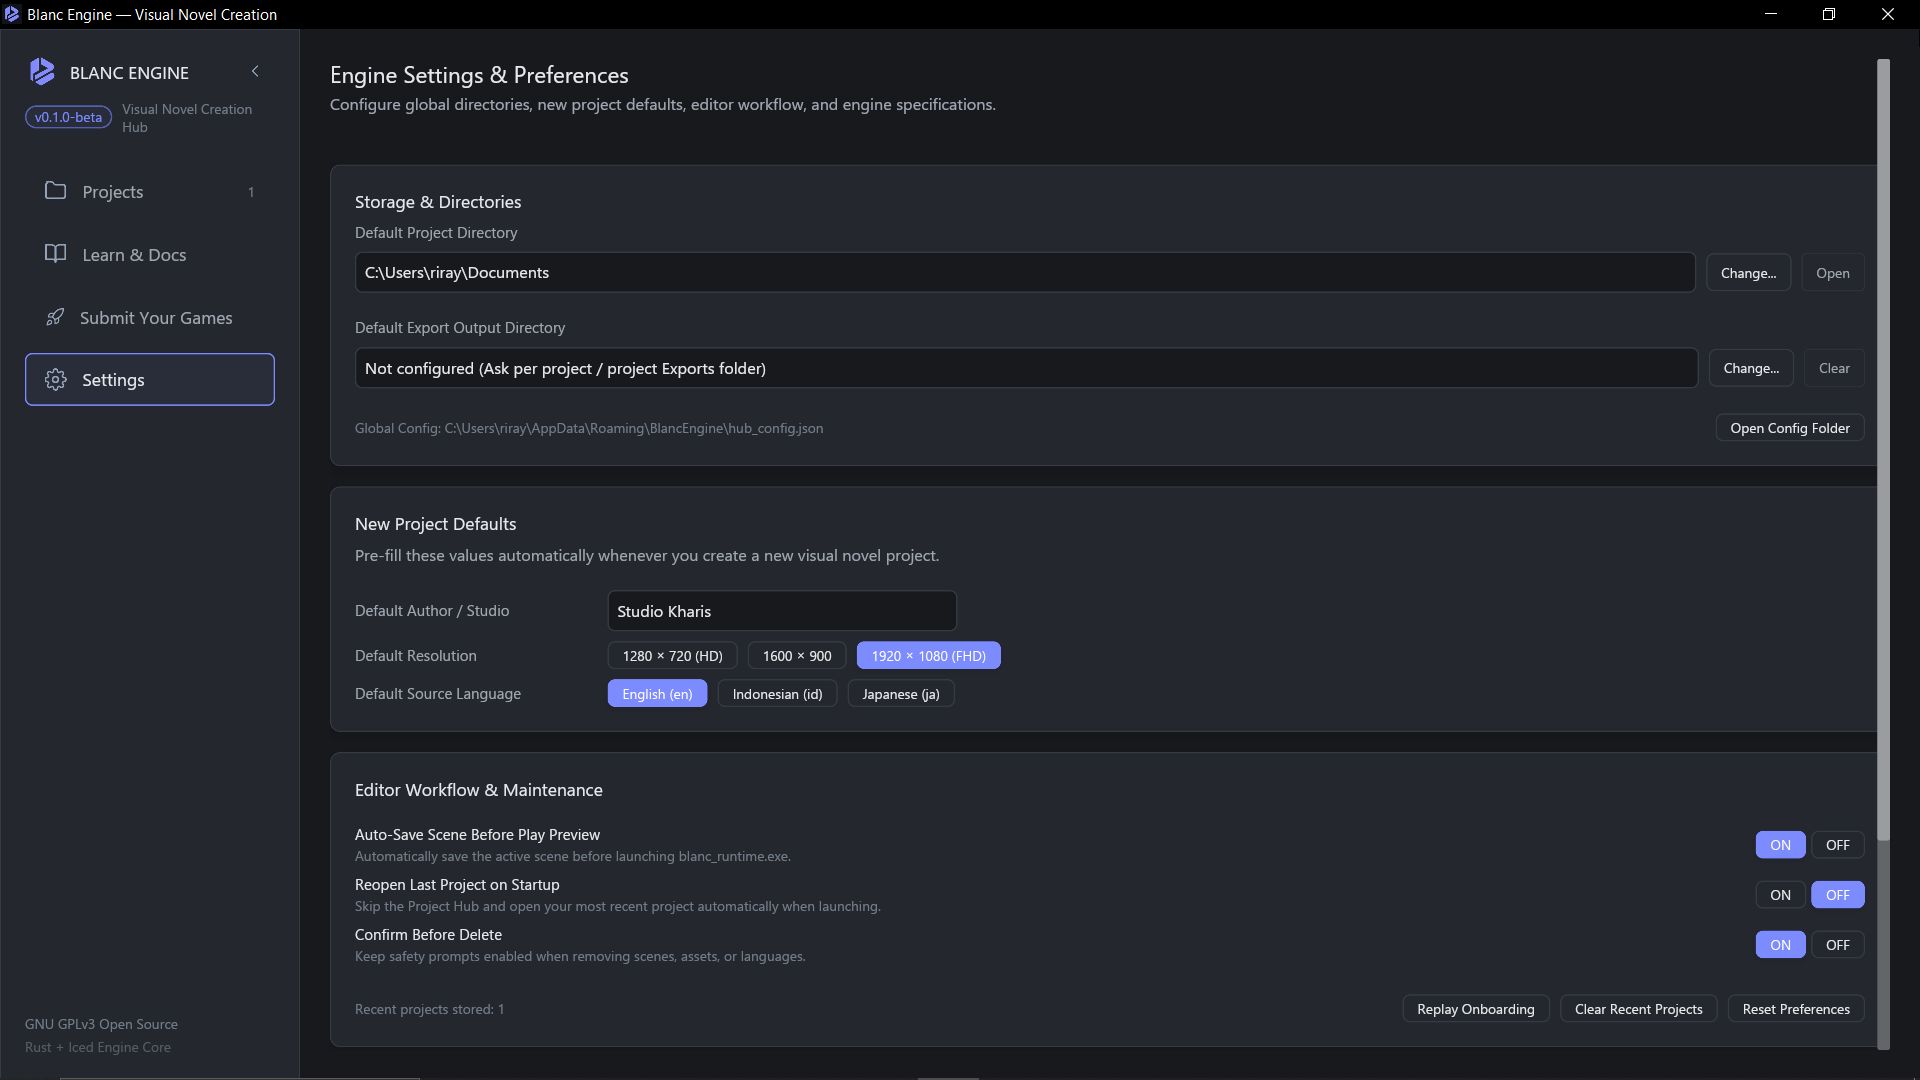 Blanc Engine — Visual Novel Creation
BLANC ENGINE
v0.1.0-beta
Visual Novel Creation
Hub
Projects 1
Learn & Docs
Submit Your Games
Settings
GNU GPLv3 Open Source
Rust + Iced Engine Core
Engine Settings & Preferences
Configure global directories, new project defaults, editor workflow, and engine specifications.
Storage & Directories
Default Project Directory
C:\Users\riray\Documents Change... Open
Default Export Output Directory
Not configured (Ask per project / project Exports folder) Change... Clear
Global Config: C:\Users\riray\AppData\Roaming\BlancEngine\hub_config.json Open Config Folder
New Project Defaults
Pre-fill these values automatically whenever you create a new visual novel project.
Default Author / Studio Studio Kharis
Default Resolution 1280 × 720 (HD) 1600 × 900 1920 × 1080 (FHD)
Default Source Language English (en) Indonesian (id) Japanese (ja)
Editor Workflow & Maintenance
Auto-Save Scene Before Play Preview
Automatically save the active scene before launching blanc_runtime.exe.
ON OFF
Reopen Last Project on Startup
Skip the Project Hub and open your most recent project automatically when launching.
ON OFF
Confirm Before Delete
Keep safety prompts enabled when removing scenes, assets, or languages.
ON OFF
Recent projects stored: 1 Replay Onboarding Clear Recent Projects Reset Preferences